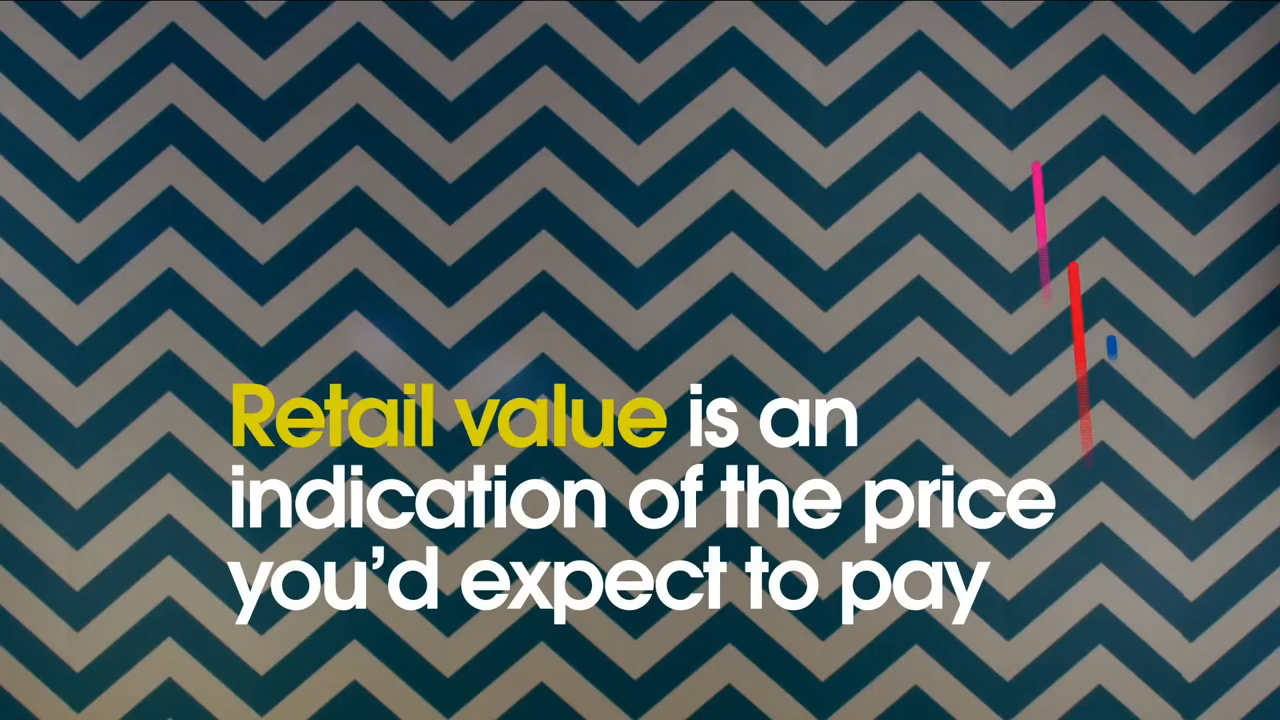 Retail value is an
indication of the price
you’d expect to pay